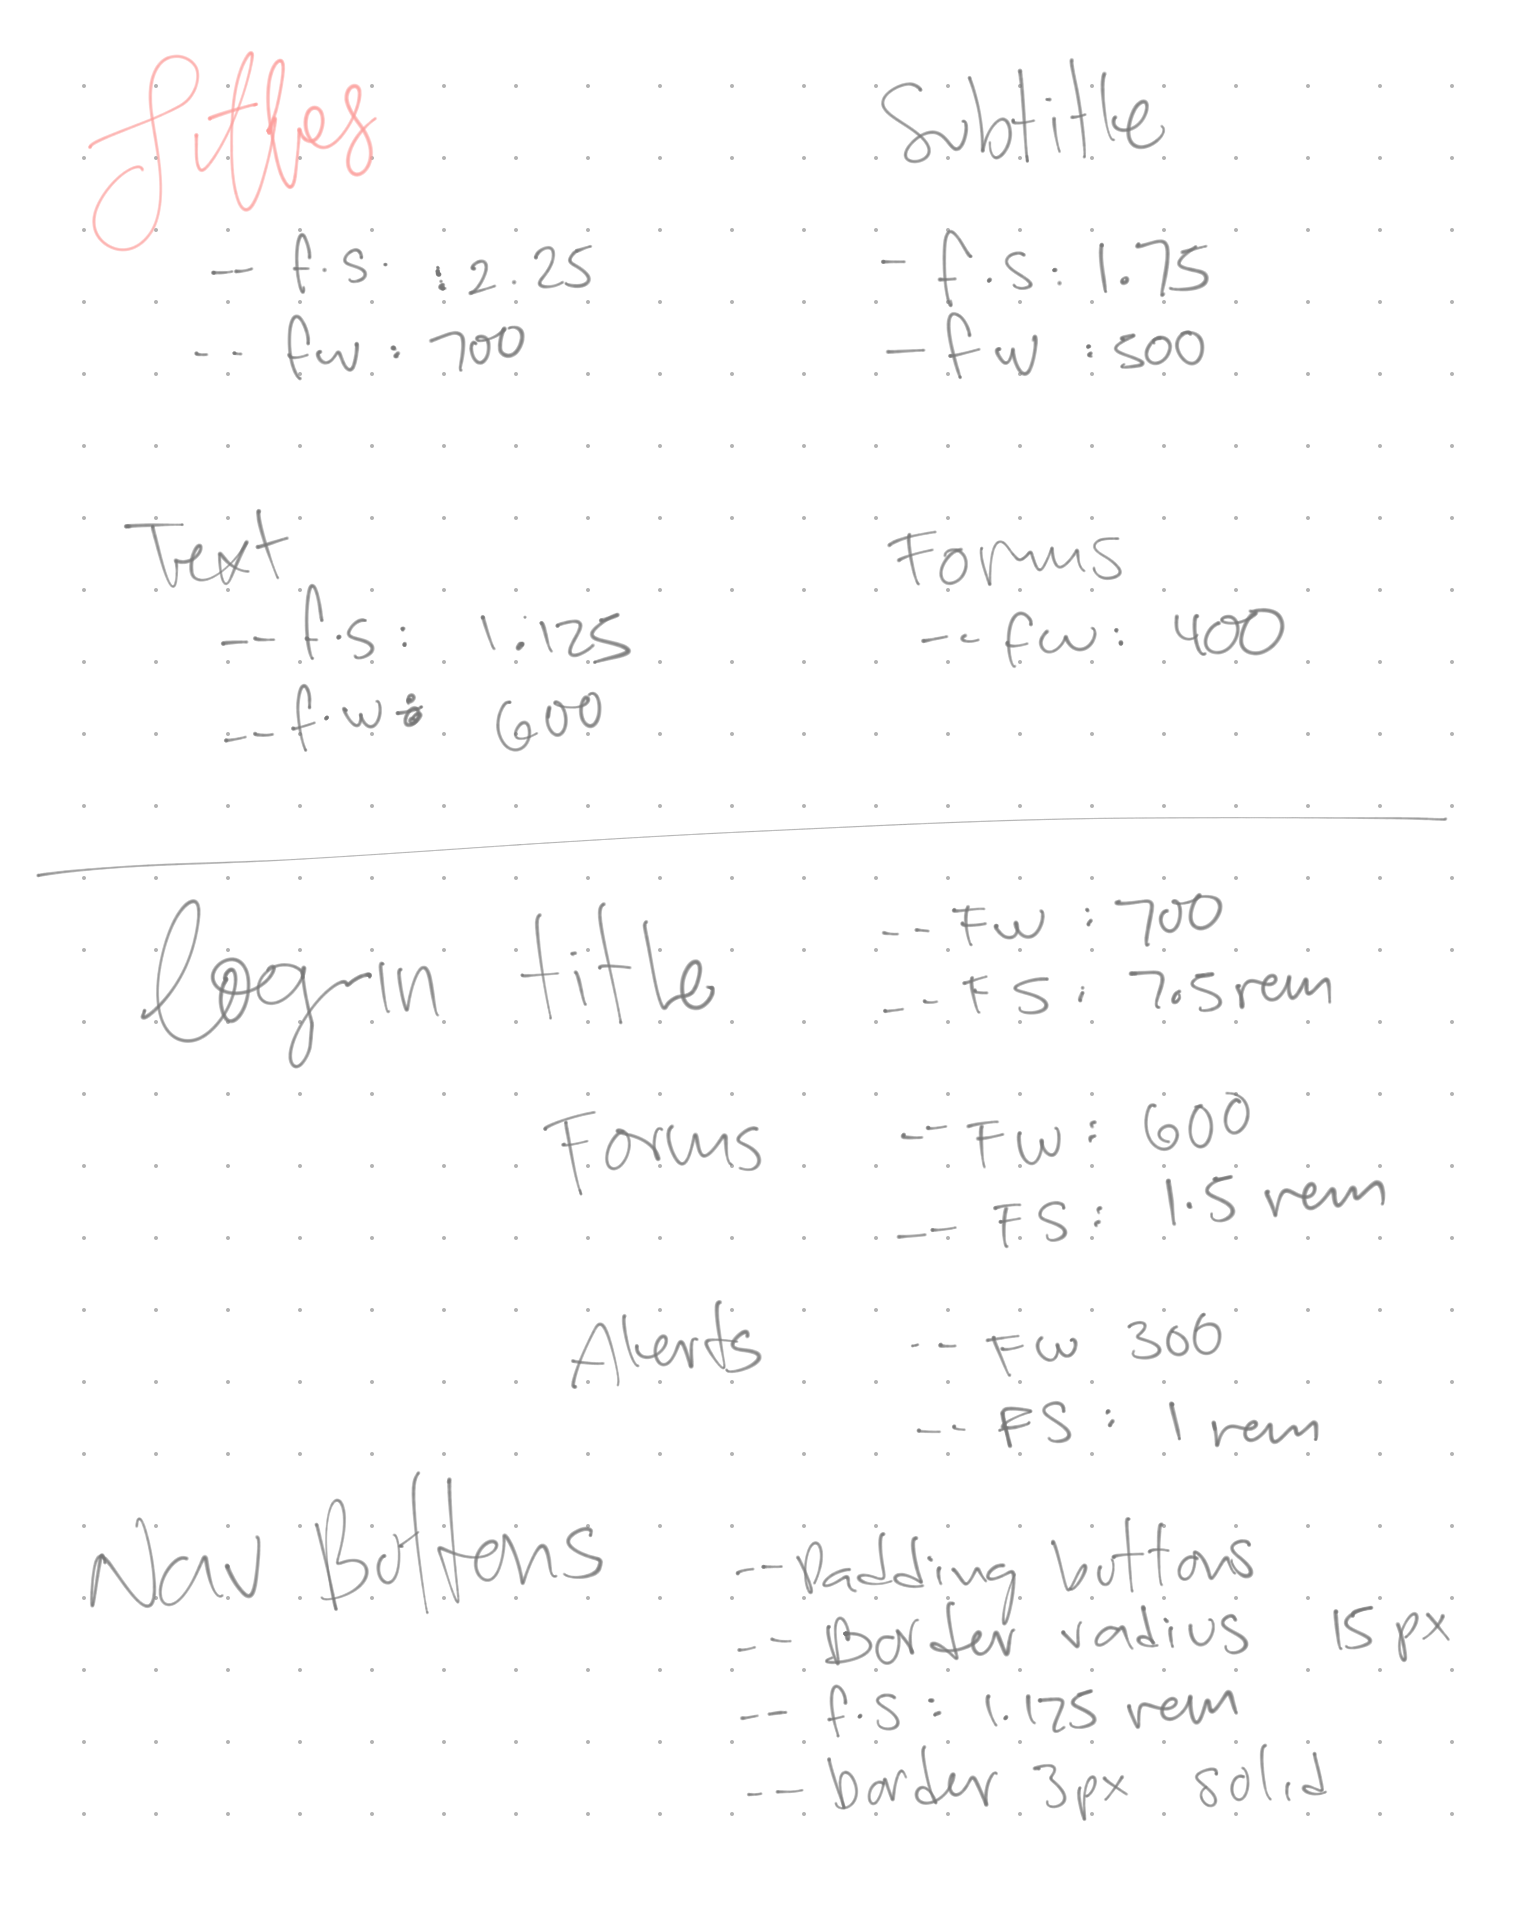 Titles
-- f.s. : 2.25
-- fw : 700
Subtitle
- f.s : 1.75
- fw : 500
Text
-- f.s : 1.125
-- f.w : 600
Forms
-- fw : 400
login title
-- FW : 700
-- FS : 7.5 rem
Forms
-- FW : 600
-- FS : 1.5 rem
Alerts
-- FW 300
-- FS : 1 rem
Nav Buttons
-- Padding buttons
-- Border radius 15 px
-- f.s : 1.125 rem
-- border 3px solid